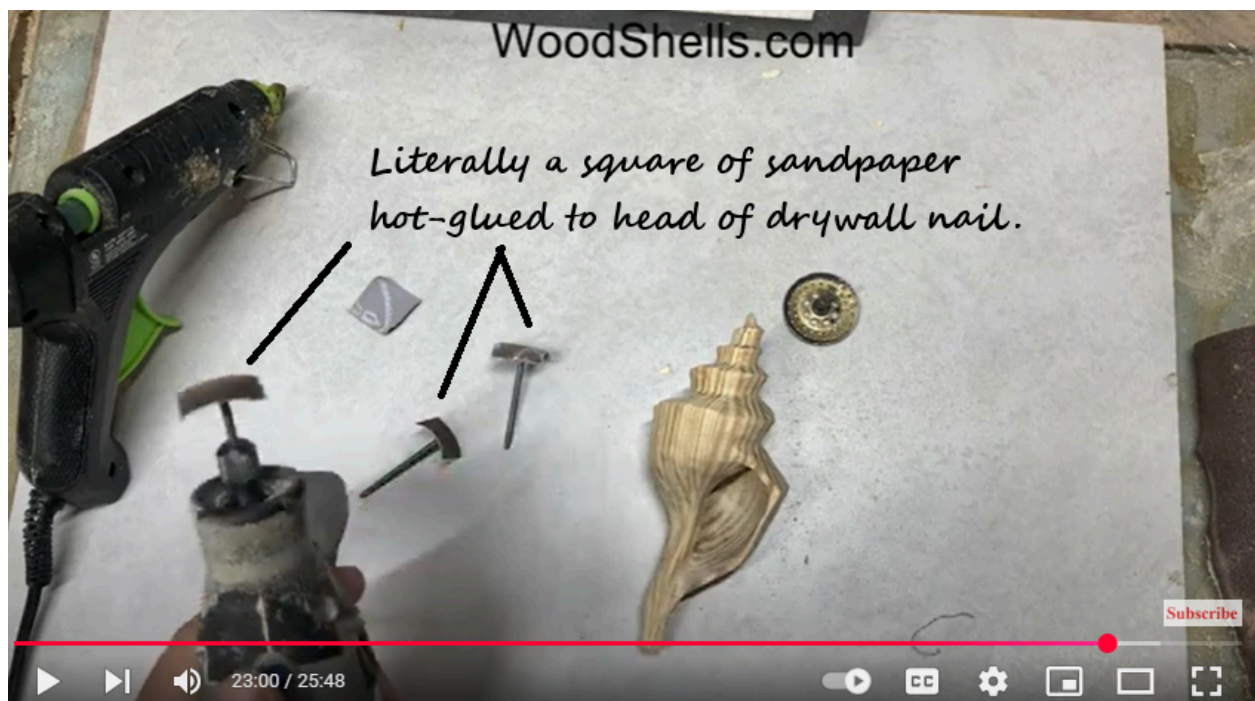 WoodShells.com
Literally a square of sandpaper
hot-glued to head of drywall nail.
Subscribe
23:00 / 25:48
CC